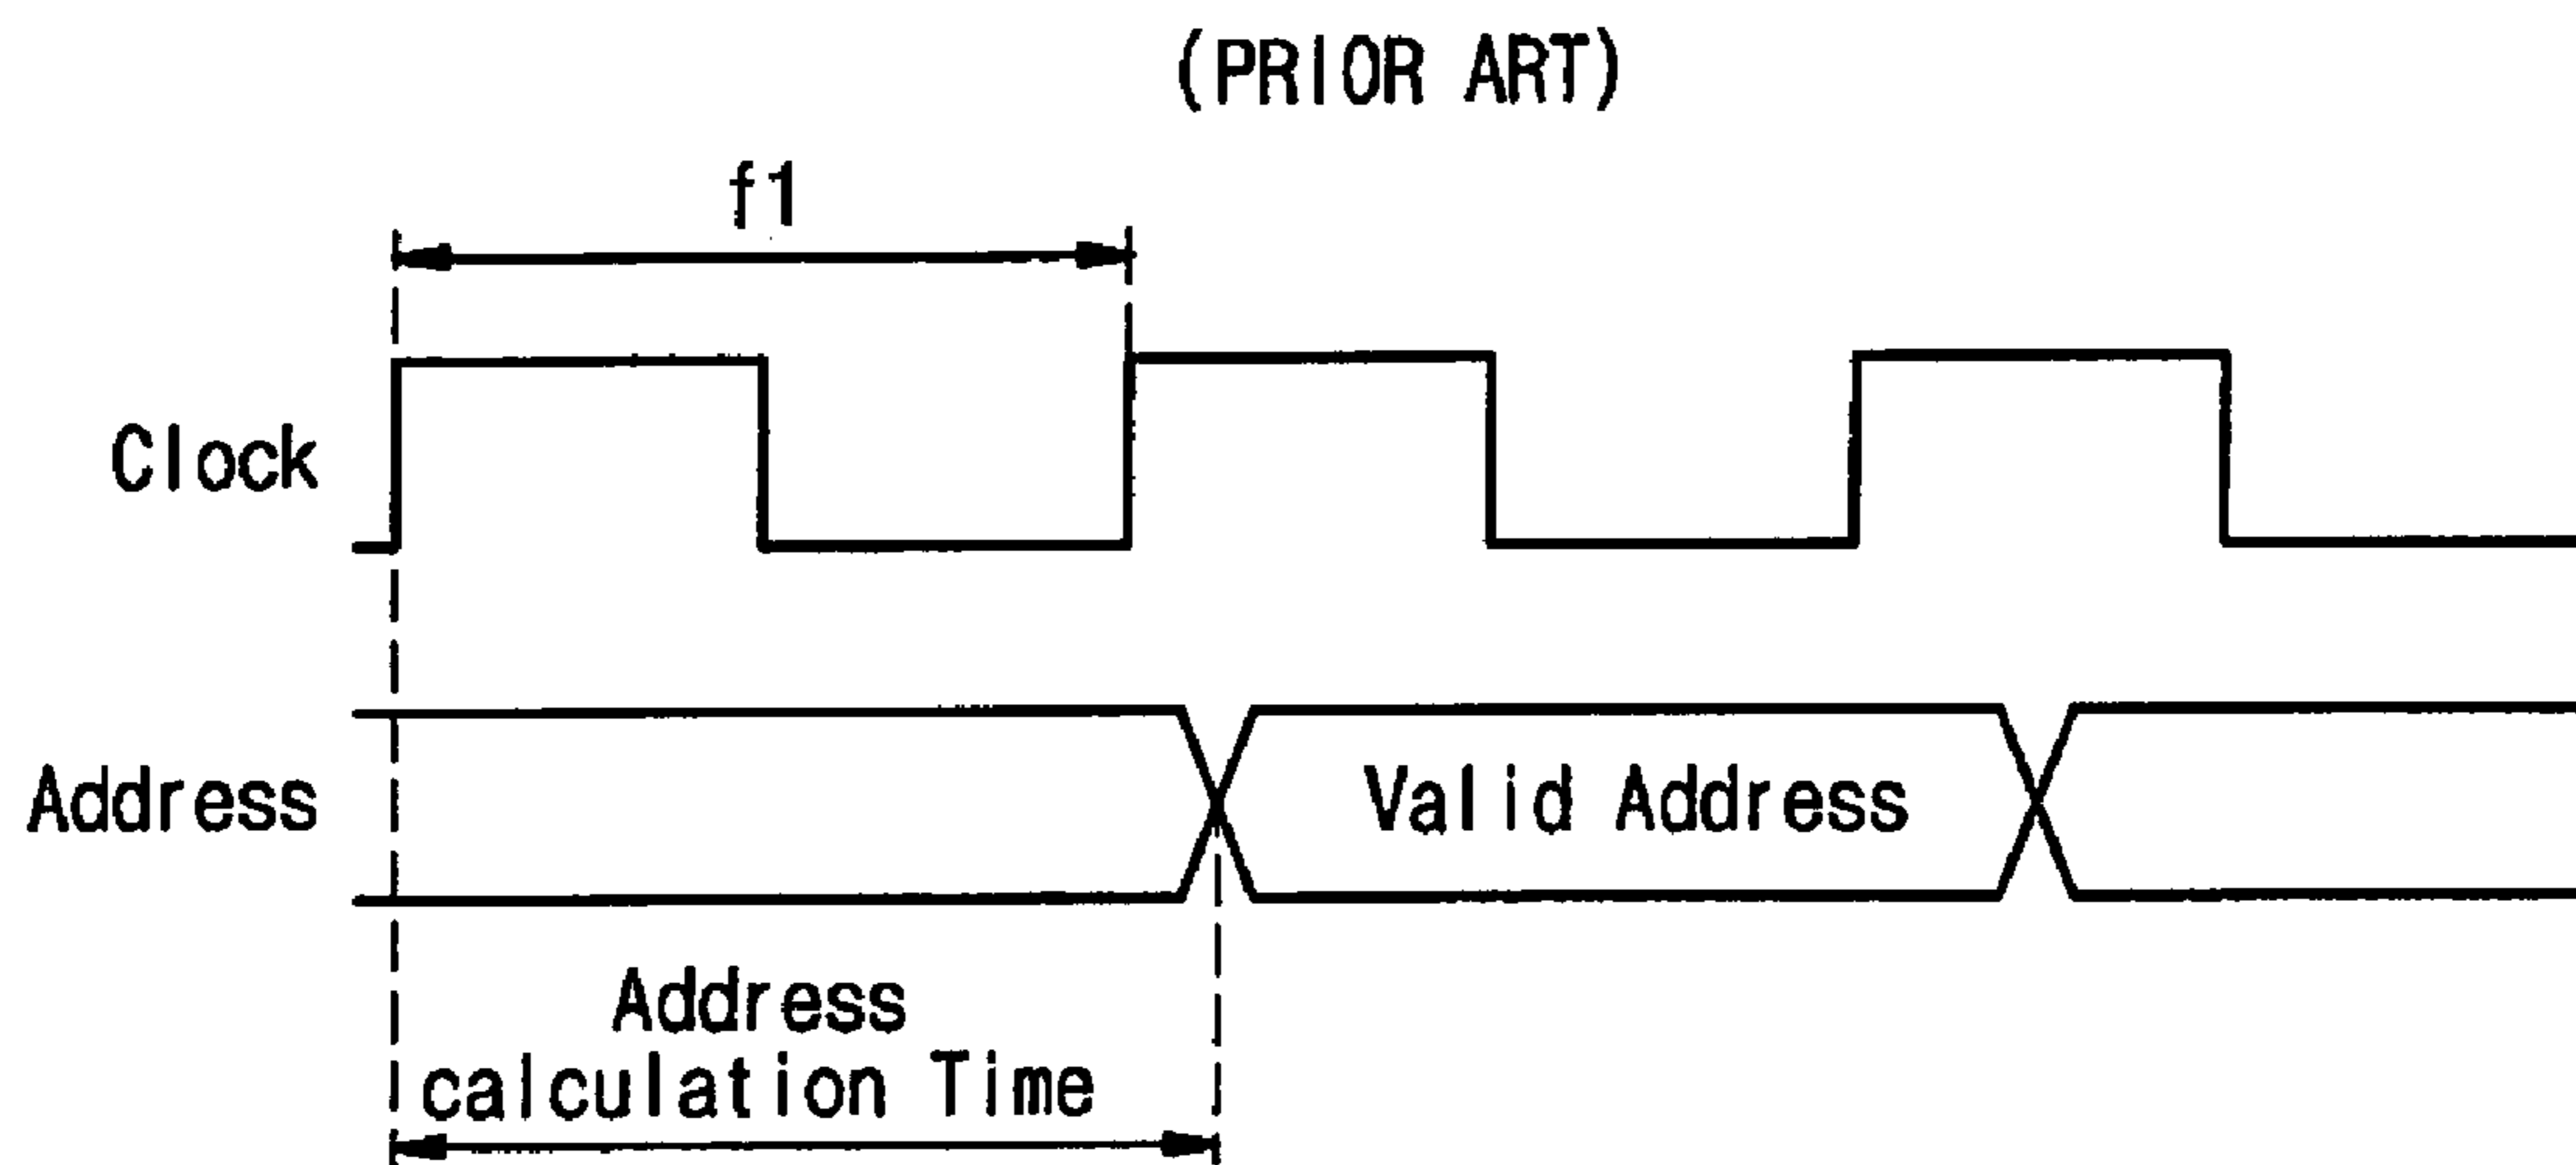 (PRIOR ART)
f1
Clock
Address
Valid Address
Address
calculation Time